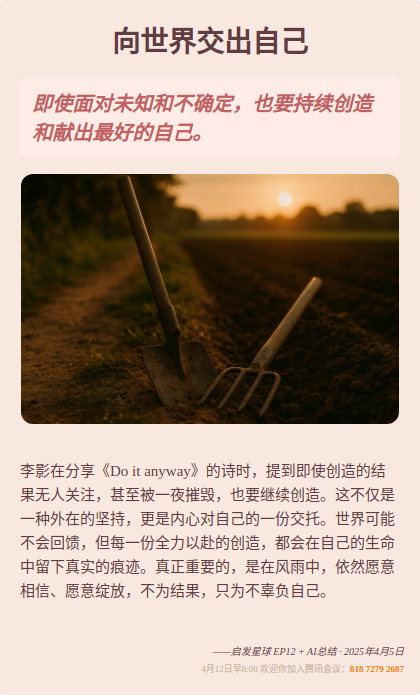 向世界交出自己
即使面对未知和不确定，也要持续创造
和献出最好的自己。
李影在分享《Do it anyway》的诗时，提到即使创造的结
果无人关注，甚至被一夜摧毁，也要继续创造。这不仅是
一种外在的坚持，更是内心对自己的一份交托。世界可能
不会回馈，但每一份全力以赴的创造，都会在自己的生命
中留下真实的痕迹。真正重要的，是在风雨中，依然愿意
相信、愿意绽放，不为结果，只为不辜负自己。
——启发星球 EP12 + AI总结 · 2025年4月5日
4月12日早8:00 欢迎你加入腾讯会议：818 7279 2687